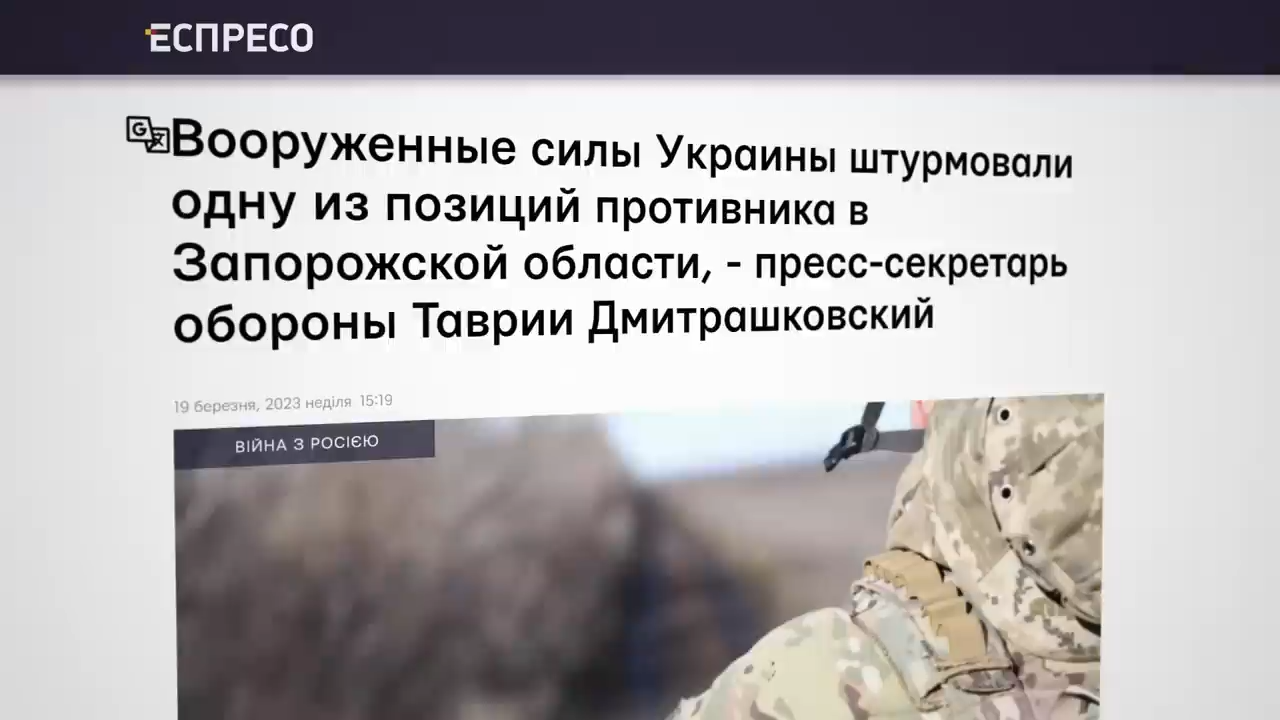 ЕСПРЕСО
Вооруженные силы Украины штурмовали
одну из позиций противника в
Запорожской области, - пресс-секретарь
обороны Таврии Дмитрашковский
19 березня, 2023 неділя 15:19
ВІЙНА З РОСІЄЮ